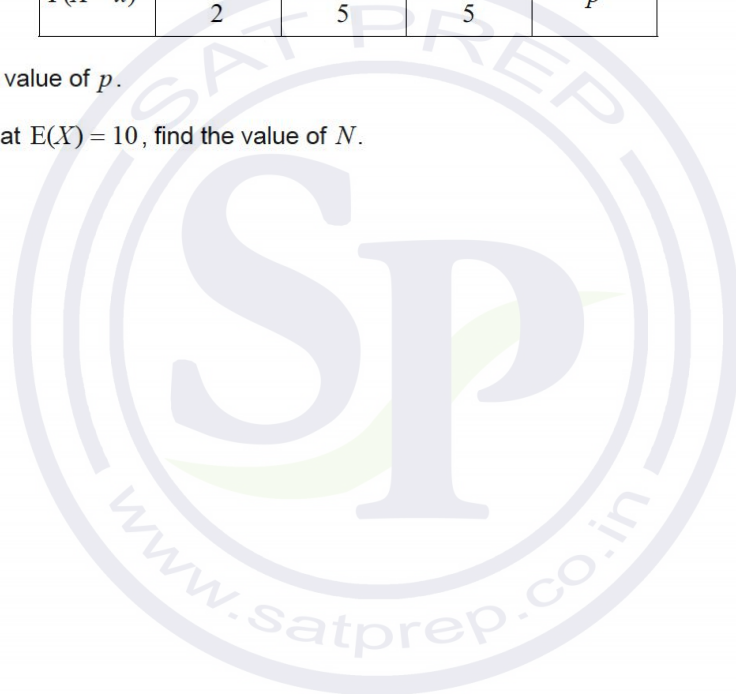 2 5 5 p
value of p.
at E(X) = 10, find the value of N.
SAT PREP
SP
www.satprep.co.in